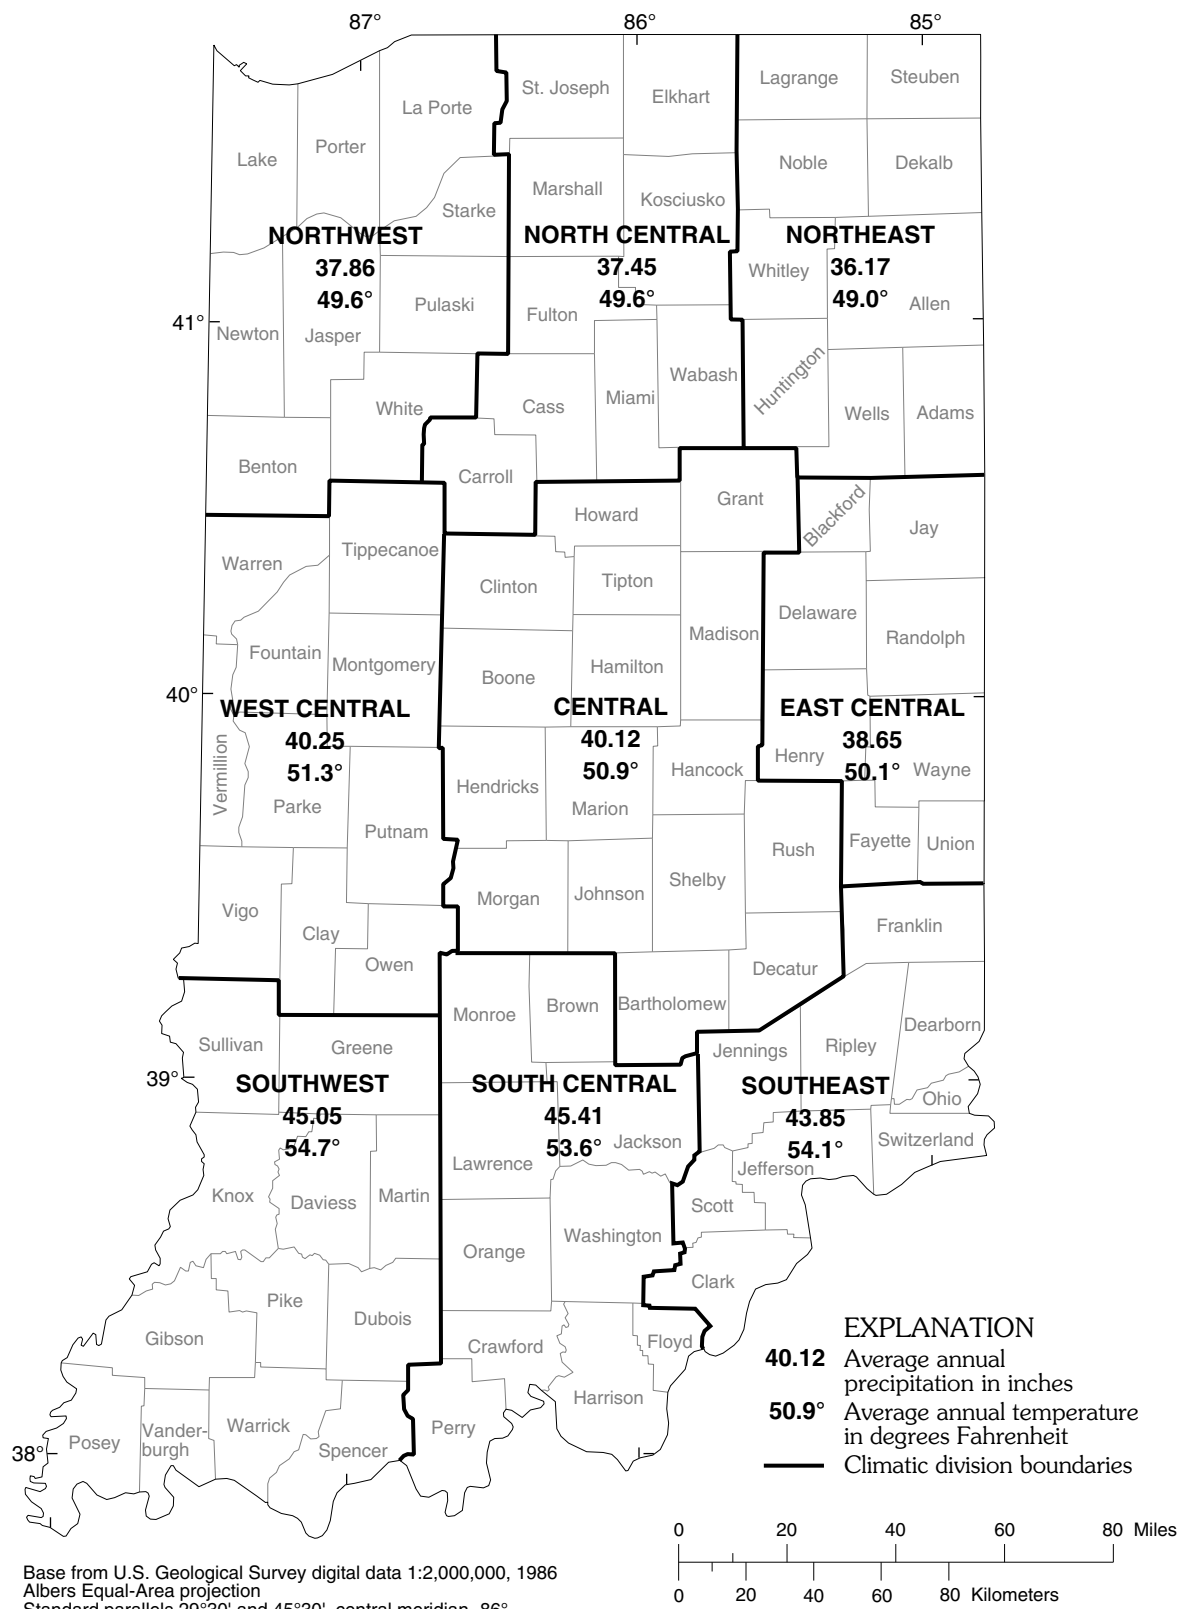 87° 86° 85°
Lagrange Steuben
St. Joseph Elkhart
La Porte
Porter
Lake
Noble Dekalb
Marshall
Kosciusko
Starke
NORTHWEST
37.86
49.6°
NORTH CENTRAL
37.45
49.6°
NORTHEAST
36.17
49.0°
Whitley
Allen
Pulaski
Fulton
41°
Newton
Jasper
Huntington
Wabash
Miami
Cass
White
Wells
Adams
Benton
Carroll
Grant
Howard
Blackford
Jay
Tippecanoe
Warren
Clinton
Tipton
Delaware
Madison
Randolph
Fountain
Montgomery
Boone
Hamilton
40°
WEST CENTRAL
40.25
51.3°
CENTRAL
40.12
50.9°
EAST CENTRAL
38.65
50.1°
Vermillion
Henry
Wayne
Hancock
Hendricks
Marion
Parke
Putnam
Fayette
Union
Rush
Shelby
Johnson
Morgan
Vigo
Clay
Owen
Franklin
Decatur
Bartholomew
Brown
Monroe
Dearborn
Ripley
Jennings
Sullivan
Greene
39°
SOUTHWEST
45.05
54.7°
SOUTH CENTRAL
45.41
53.6°
SOUTHEAST
43.85
54.1°
Ohio
Switzerland
Jackson
Lawrence
Jefferson
Knox
Daviess
Martin
Scott
Washington
Orange
Clark
Pike
Dubois
Gibson
Crawford
Floyd
Harrison
Perry
Posey
Vander-
burgh
Warrick
Spencer
38°
EXPLANATION
40.12 Average annual
precipitation in inches
50.9° Average annual temperature
in degrees Fahrenheit
Climatic division boundaries
0 20 40 60 80 Miles
0 20 40 60 80 Kilometers
Base from U.S. Geological Survey digital data 1:2,000,000, 1986
Albers Equal-Area projection
Standard parallels 29°30' and 45°30', central meridian -86°